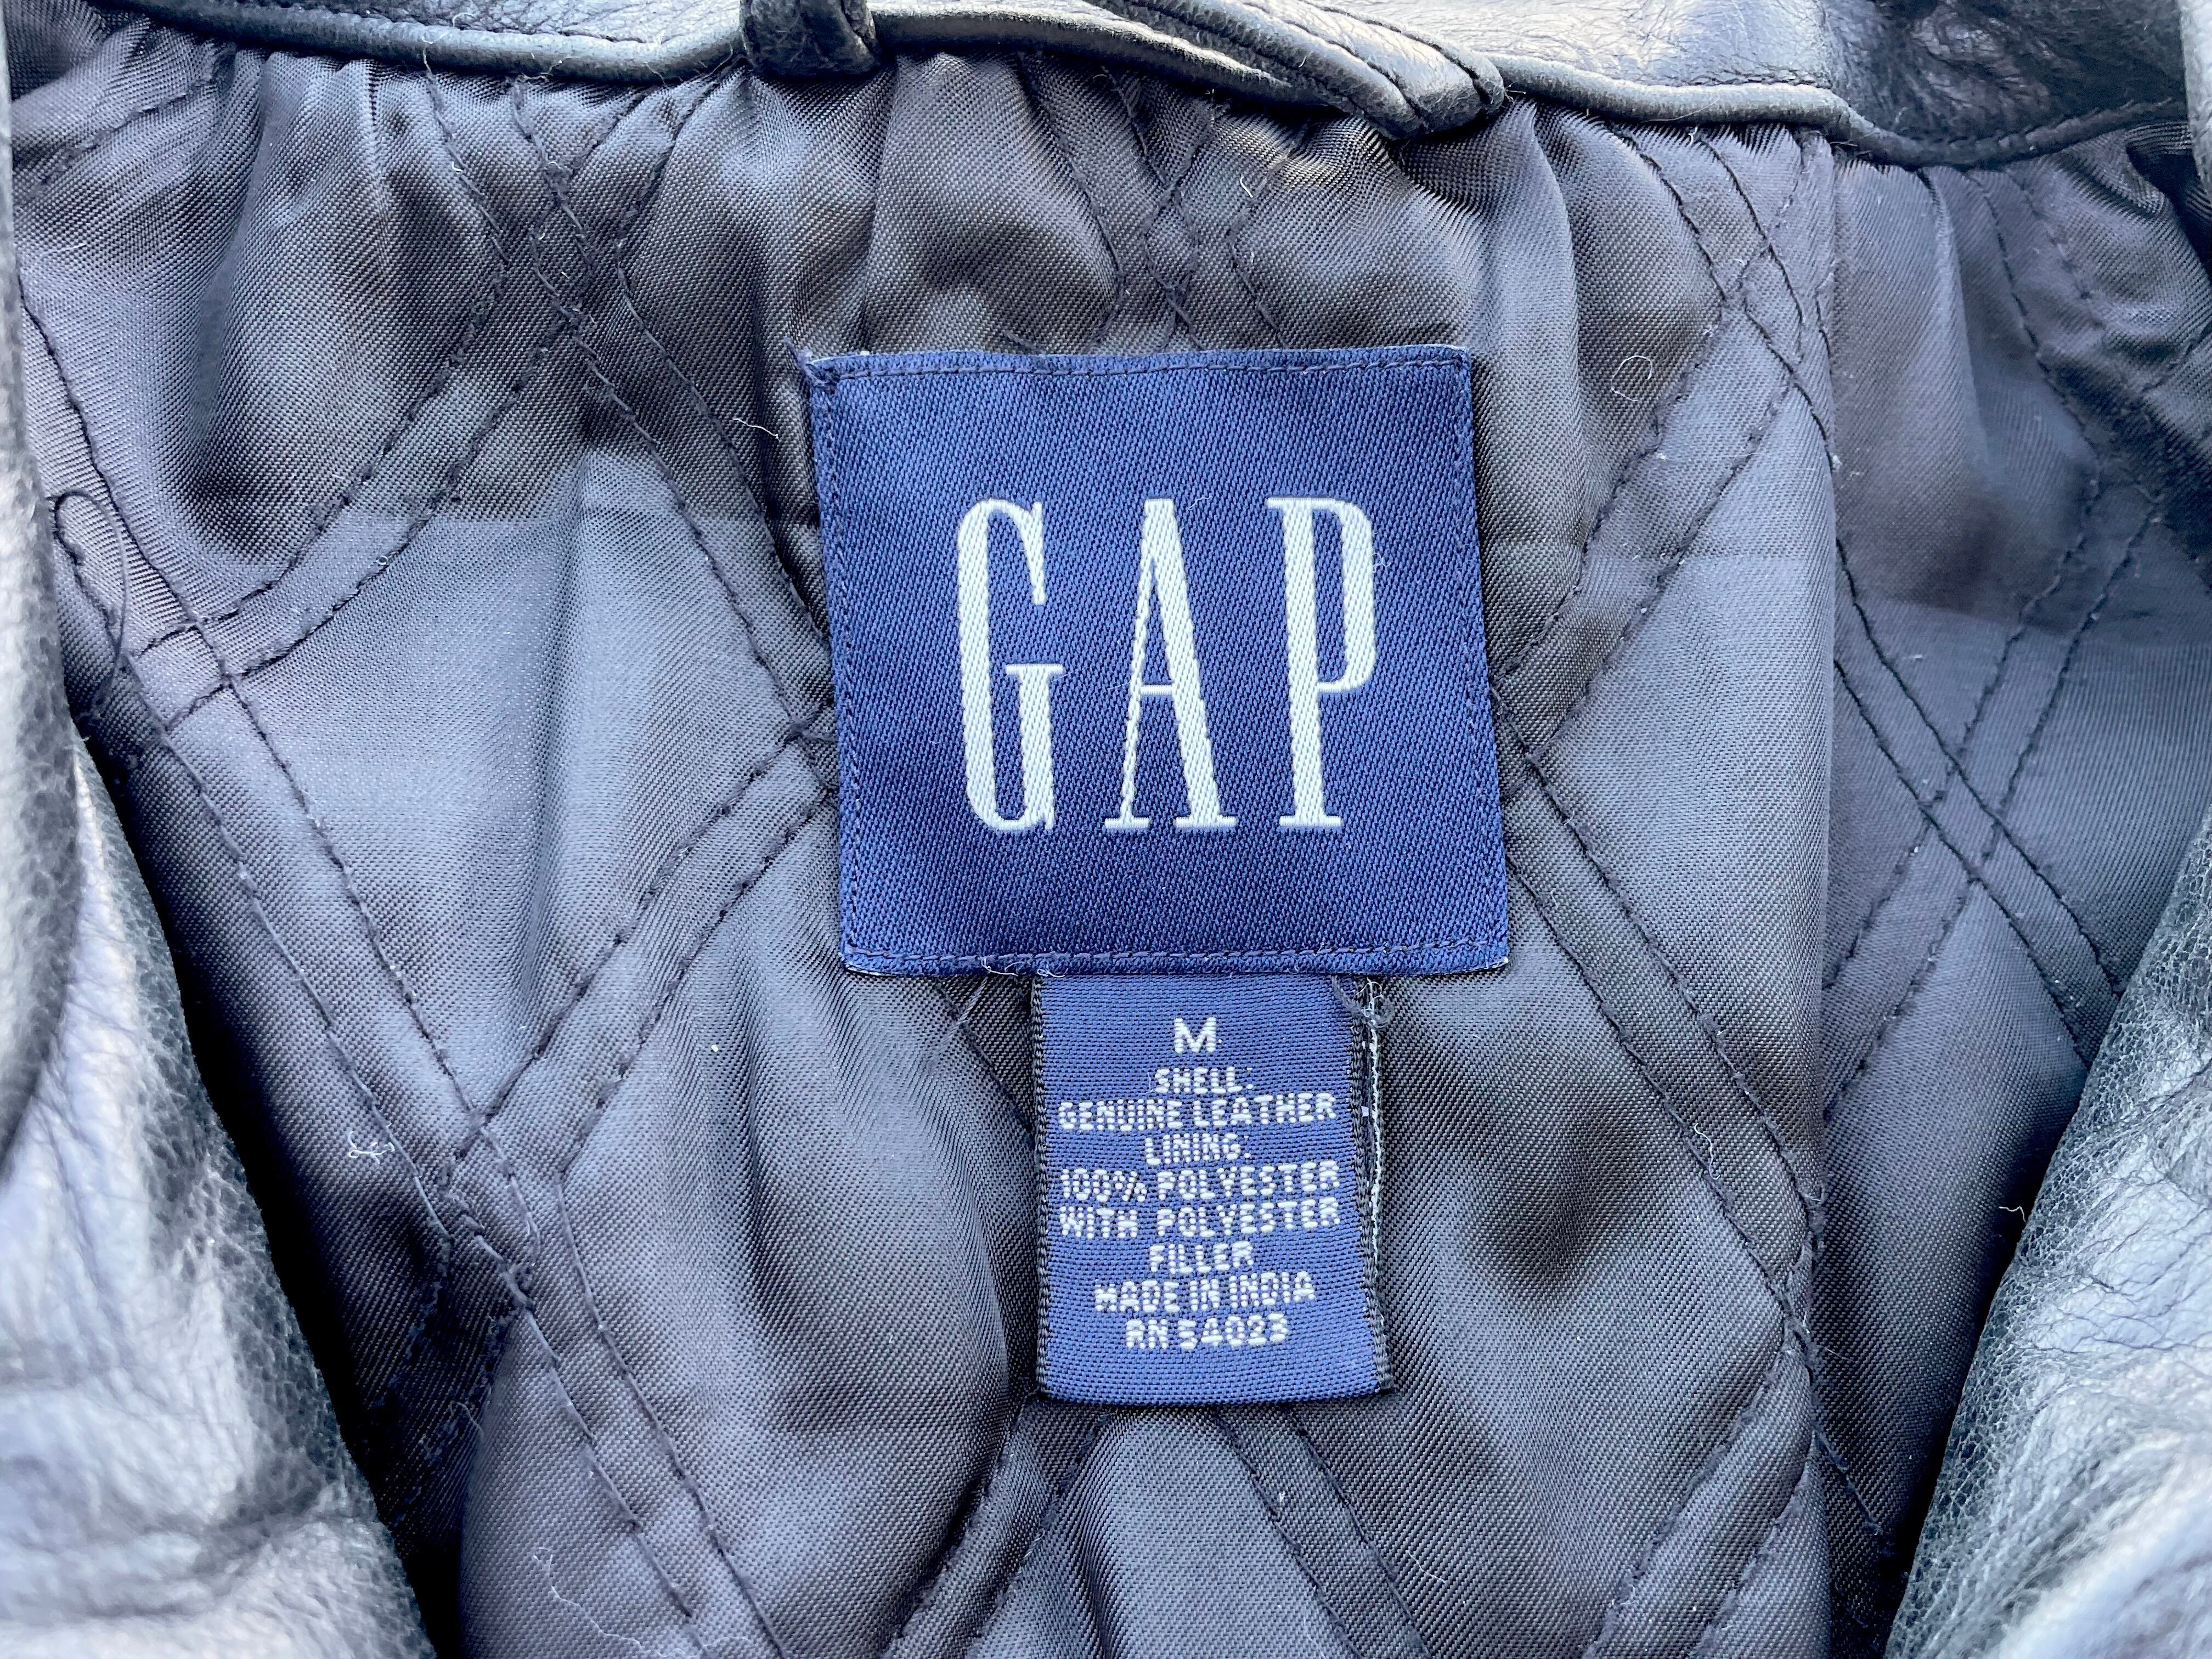 GAP
M
SHELL:
GENUINE LEATHER
LINING:
100% POLYESTER
WITH POLYESTER
FILLER
MADE IN INDIA
RN 54023